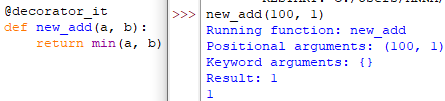 @decorator_it
def new_add(a, b):
    return min(a, b)
>>> new_add(100, 1)
Running function: new_add
Positional arguments: (100, 1)
Keyword arguments: {}
Result: 1
1